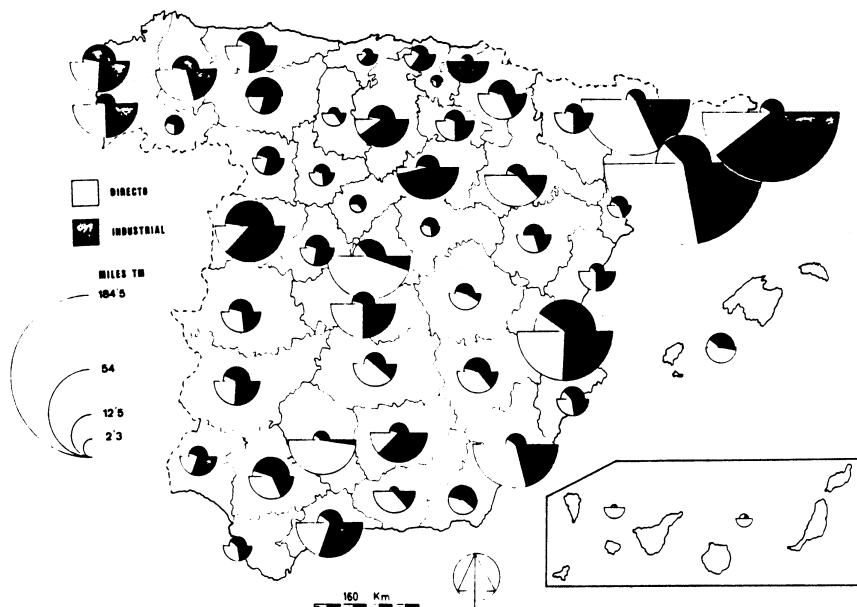 DIRECTO
INDUSTRIAL
MILES TM
184'5
54
12'5
2'3
160 Km